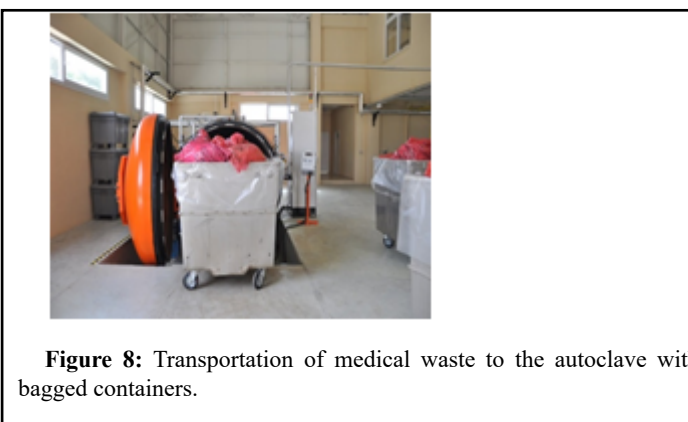 Figure 8: Transportation of medical waste to the autoclave wit
bagged containers.